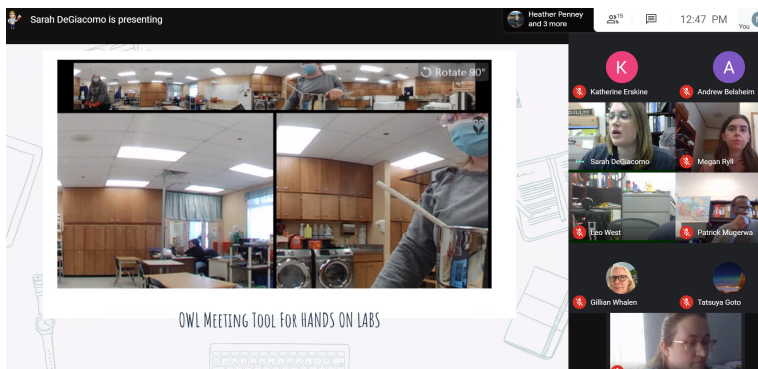 Sarah DeGiacomo is presenting
Heather Penney
and 3 more
15
12:47 PM
You
Rotate 90°
K
A
Katherine Erskine
Andrew Belsheim
Sarah DeGiacomo
Megan Ryll
Leo West
Patrick Mugerwa
Gillian Whalen
Tatsuya Goto
OWL MEETING TOOL FOR HANDS ON LABS